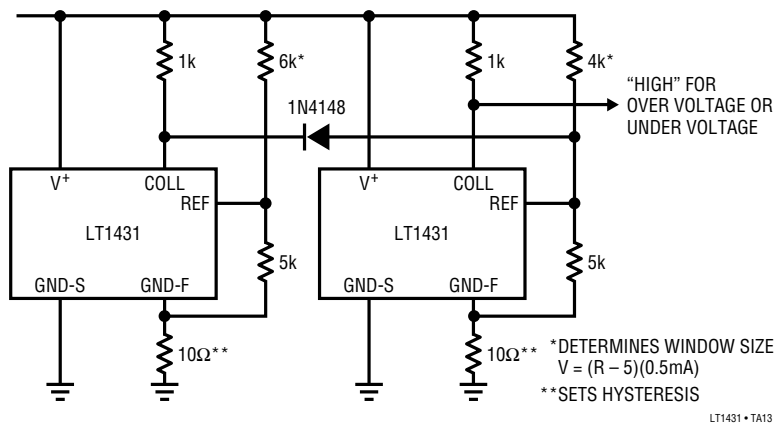 1k
6k*
1k
4k*
1N4148
"HIGH" FOR
OVER VOLTAGE OR
UNDER VOLTAGE
V+
COLL
REF
LT1431
GND-S
GND-F
5k
10Ω**
V+
COLL
REF
LT1431
GND-S
GND-F
5k
10Ω**
*DETERMINES WINDOW SIZE
V = (R – 5)(0.5mA)
**SETS HYSTERESIS
LT1431 • TA13